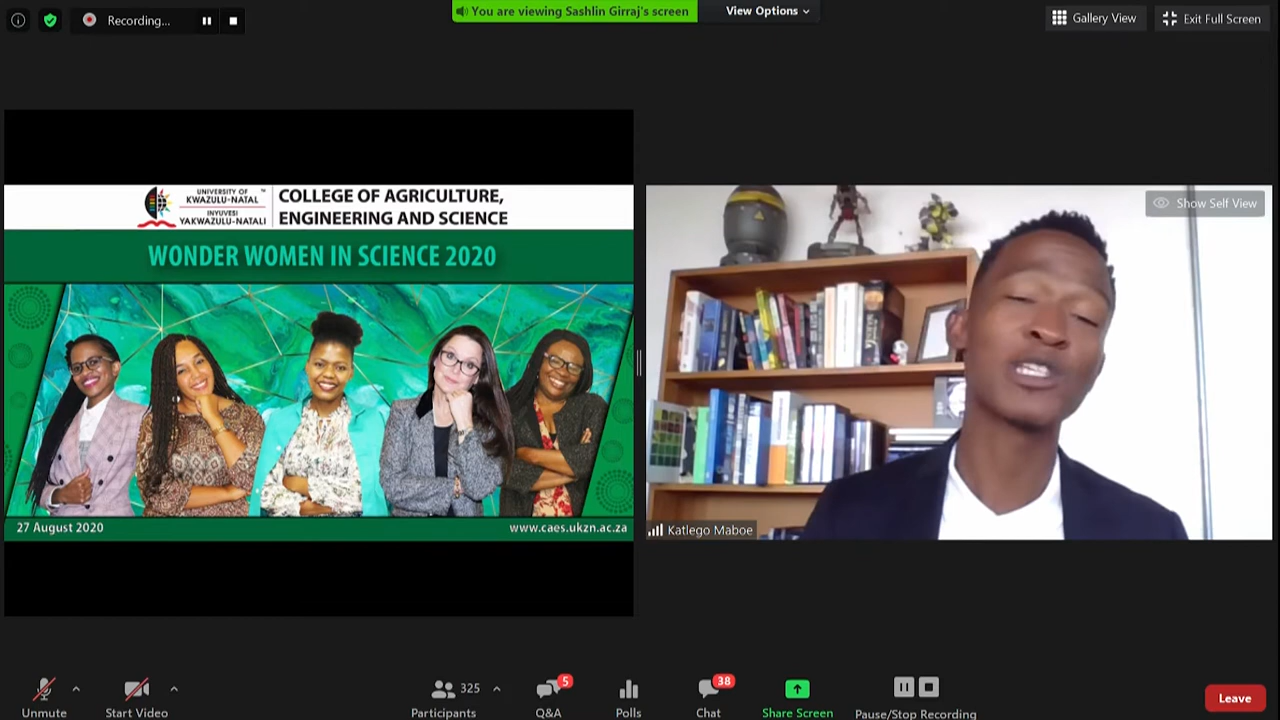 Recording...
You are viewing Sashlin Girraj's screen
View Options
Gallery View
Exit Full Screen
UNIVERSITY OF
KWAZULU-NATAL
TM
INYUVESI
YAKWAZULU-NATALI
COLLEGE OF AGRICULTURE,
ENGINEERING AND SCIENCE
WONDER WOMEN IN SCIENCE 2020
27 August 2020
www.caes.ukzn.ac.za
Show Self View
Katlego Maboe
Unmute
Start Video
325
Participants
5
Q&A
Polls
38
Chat
Share Screen
Pause/Stop Recording
Leave